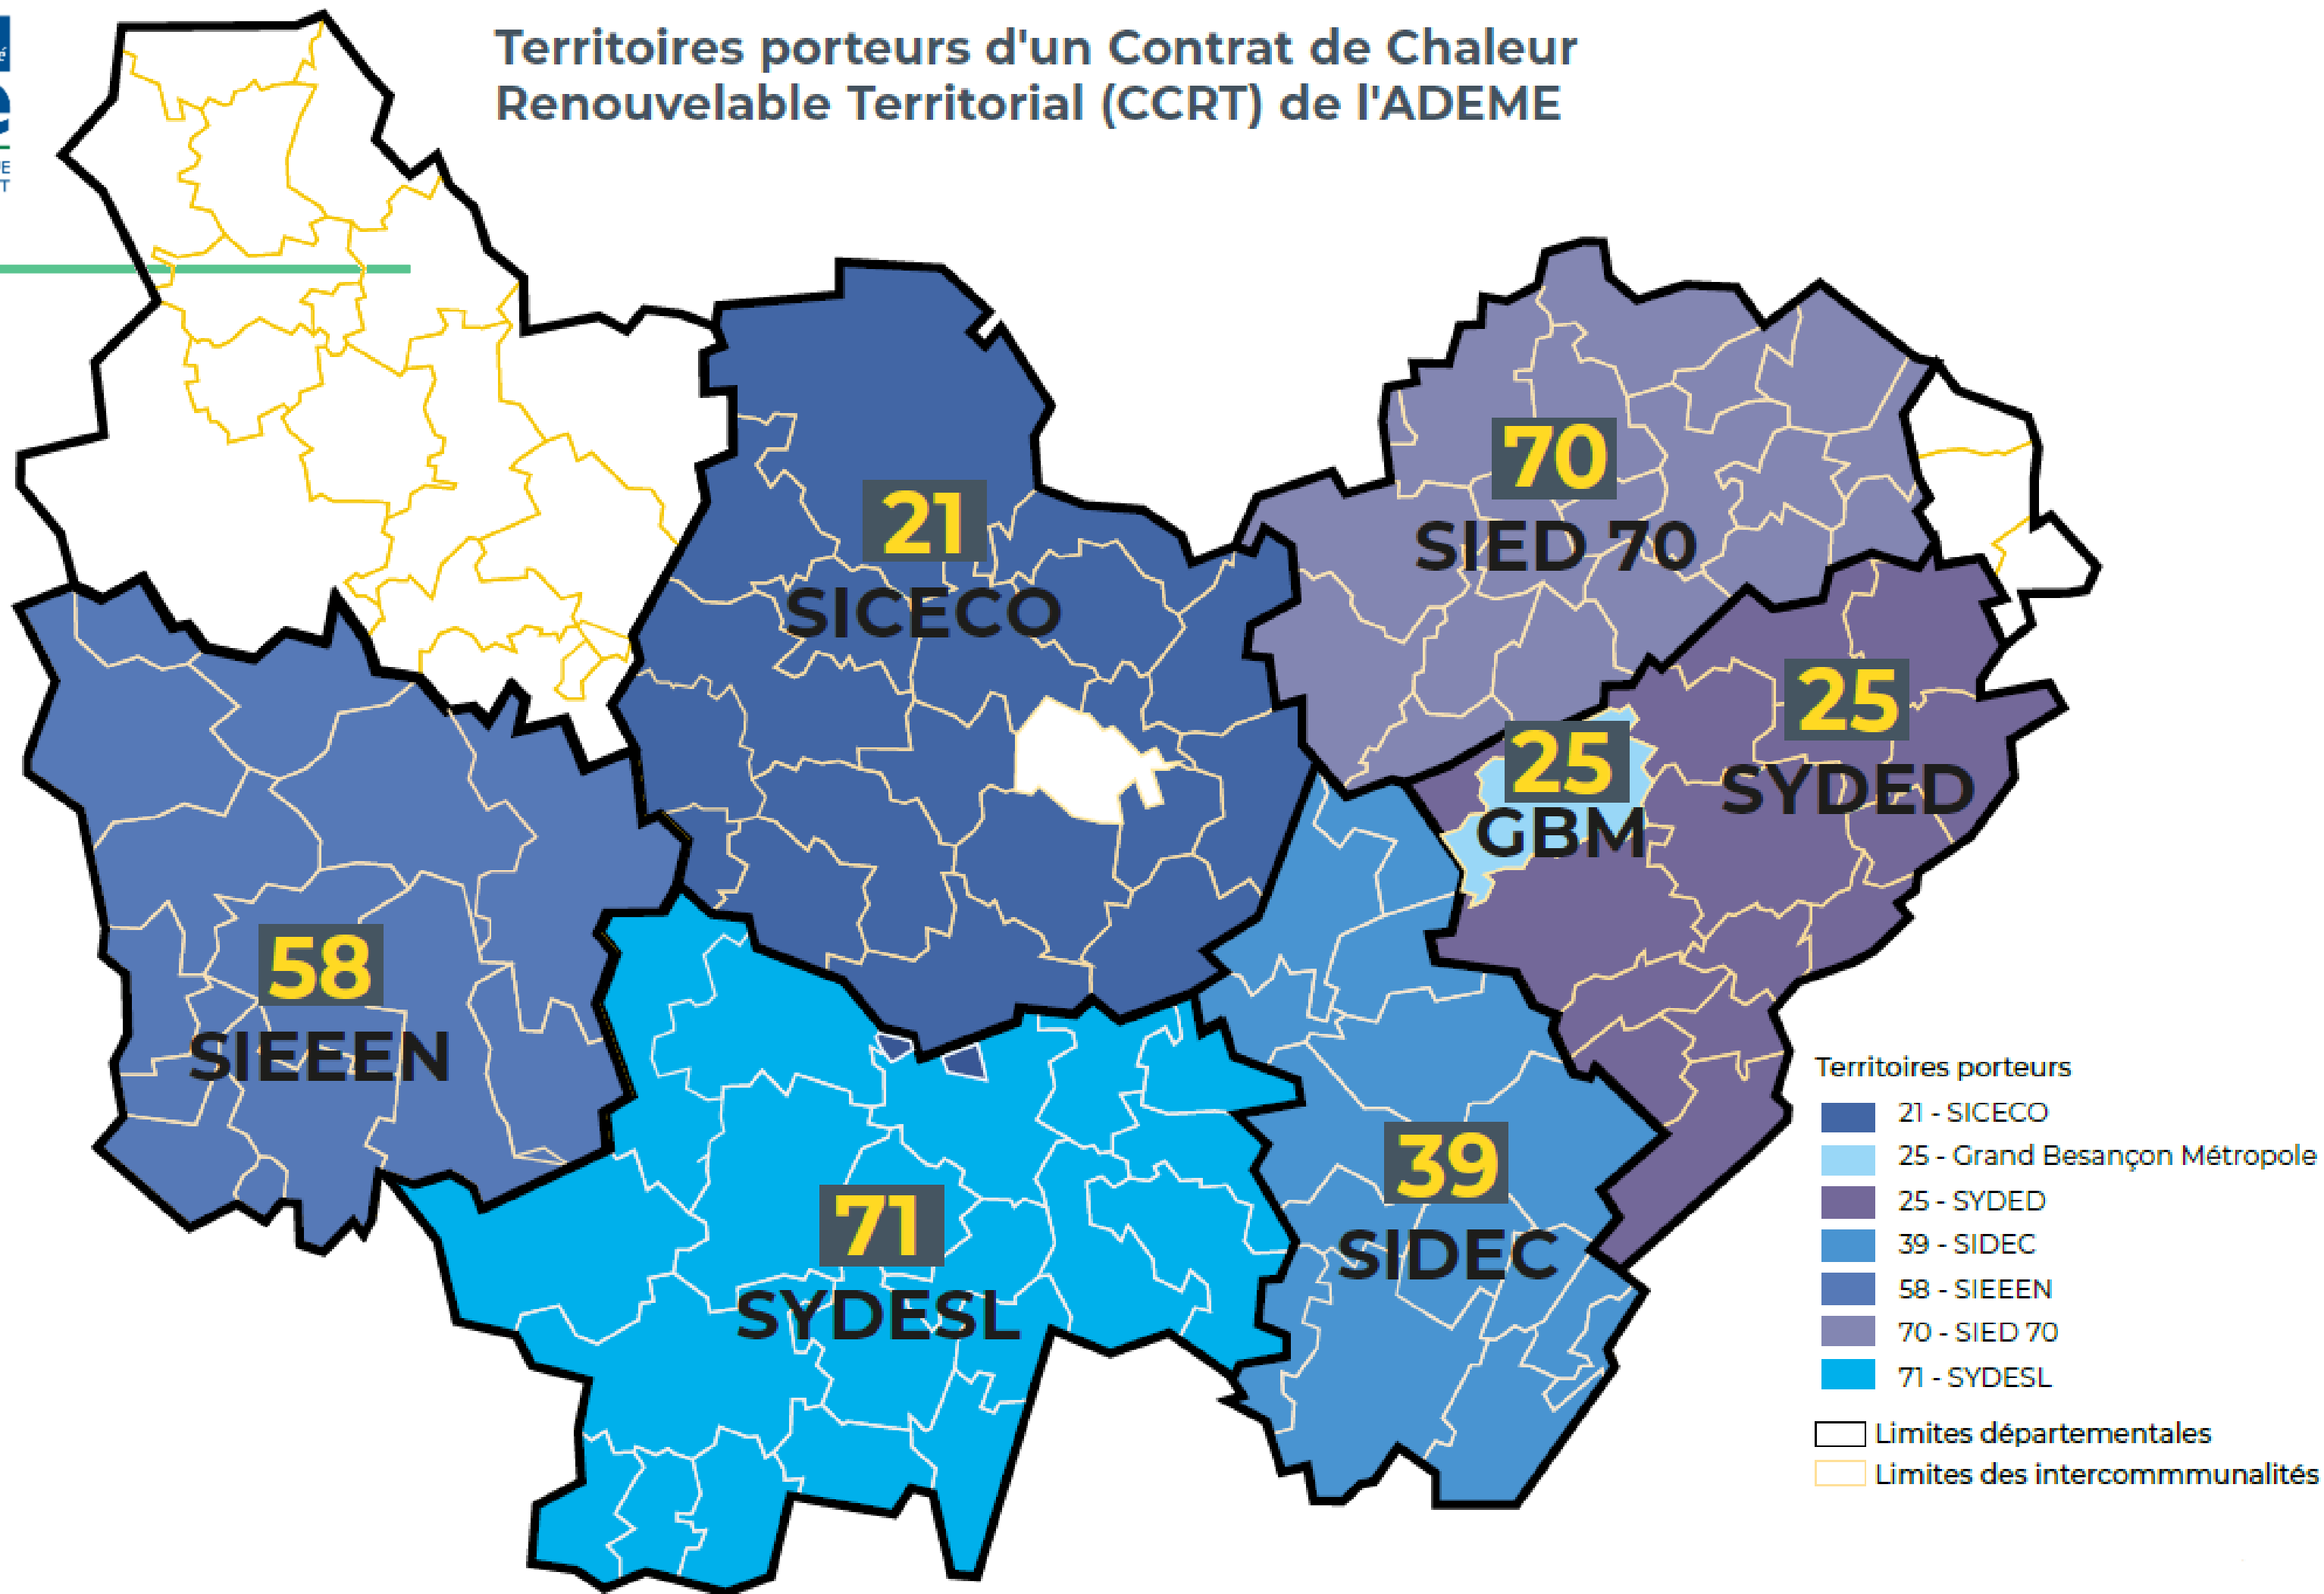 é
e
UE
T
Territoires porteurs d'un Contrat de Chaleur
Renouvelable Territorial (CCRT) de l'ADEME
70
SIED 70
21
SICECO
25
SYDED
25
GBM
58
SIEEEN
39
SIDEC
71
SYDESL
Territoires porteurs
21 - SICECO
25 - Grand Besançon Métropole
25 - SYDED
39 - SIDEC
58 - SIEEEN
70 - SIED 70
71 - SYDESL
Limites départementales
Limites des intercommmunalités